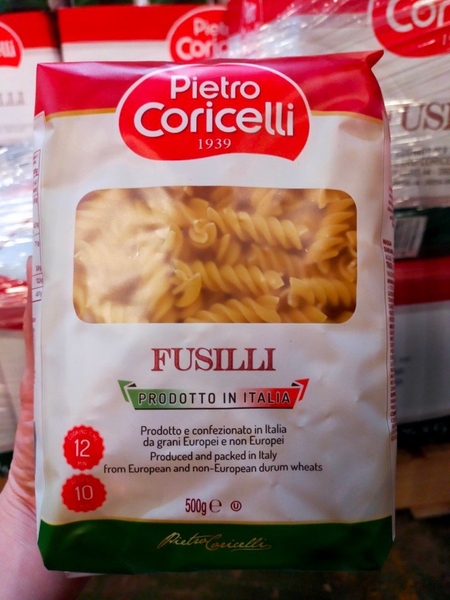 Pietro
Coricelli
1939
FUSILLI
PRODOTTO IN ITALIA
Prodotto e confezionato in Italia
da grani Europei e non Europei
Produced and packed in Italy
from European and non-European durum wheats
12
10
500g ℮ Ⓤ
Pietro Coricelli